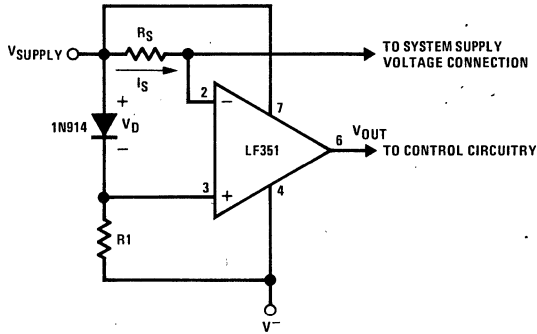 RS
VSUPPLY
TO SYSTEM SUPPLY
VOLTAGE CONNECTION
IS
2
−
7
+
1N914
VD
−
LF351
6
VOUT
TO CONTROL CIRCUITRY
3
+
4
R1
V−